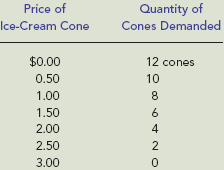 Price of Quantity of
Ice-Cream Cone Cones Demanded
$0.00 12 cones
0.50 10
1.00 8
1.50 6
2.00 4
2.50 2
3.00 0